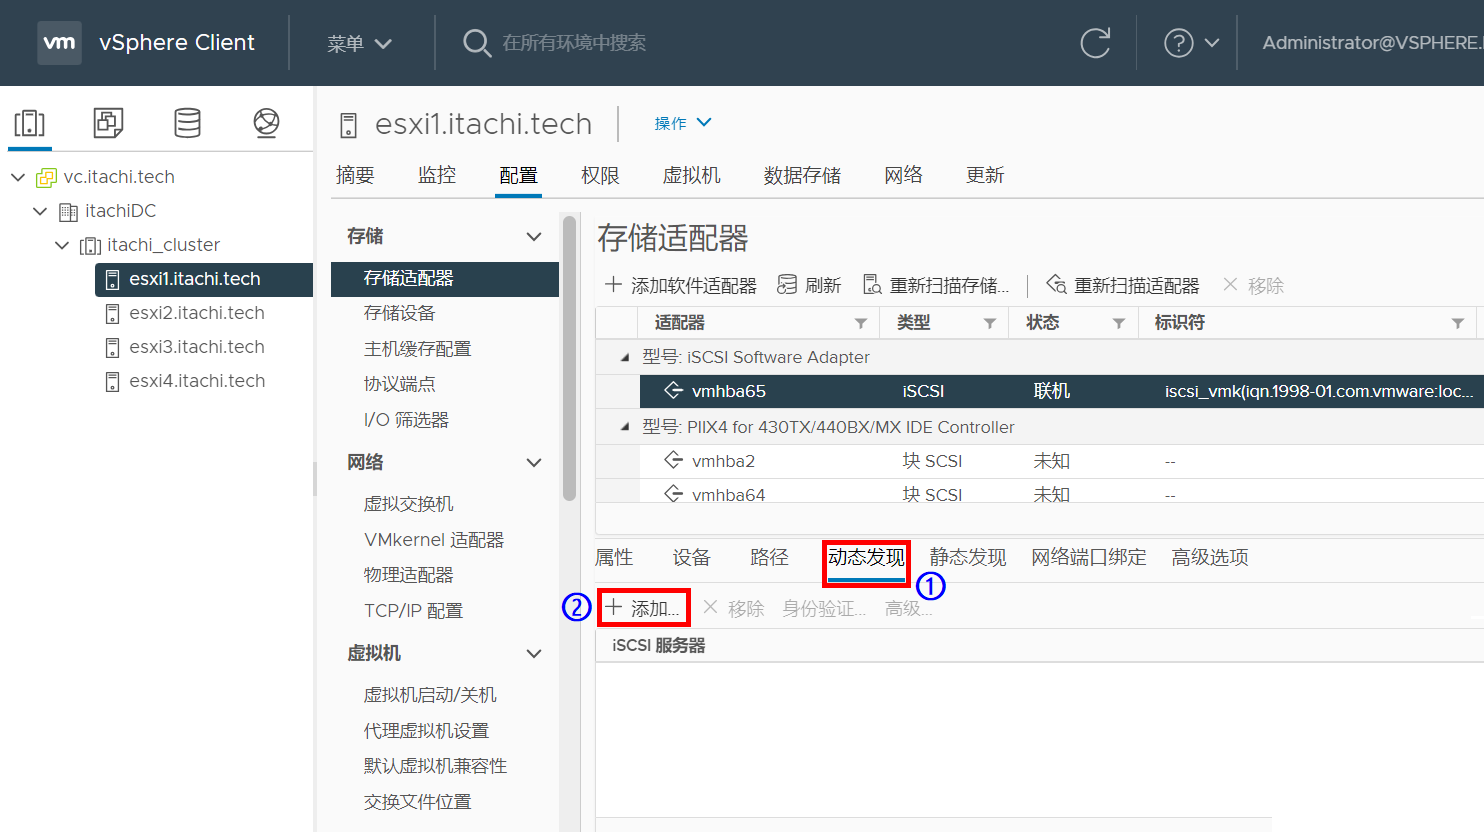 vm vSphere Client 菜单 在所有环境中搜索 Administrator@VSPHERE.
vc.itachi.tech
itachiDC
itachi_cluster
esxi1.itachi.tech
esxi2.itachi.tech
esxi3.itachi.tech
esxi4.itachi.tech
esxi1.itachi.tech 操作
摘要 监控 配置 权限 虚拟机 数据存储 网络 更新
存储
存储适配器
存储设备
主机缓存配置
协议端点
I/O 筛选器
网络
虚拟交换机
VMkernel 适配器
物理适配器
TCP/IP 配置
虚拟机
虚拟机启动/关机
代理虚拟机设置
默认虚拟机兼容性
交换文件位置
存储适配器
添加软件适配器 刷新 重新扫描存储... 重新扫描适配器 移除
适配器 类型 状态 标识符
型号: iSCSI Software Adapter
vmhba65 iSCSI 联机 iscsi_vmk(iqn.1998-01.com.vmware:loc...
型号: PIIX4 for 430TX/440BX/MX IDE Controller
vmhba2 块 SCSI 未知 --
vmhba64 块 SCSI 未知 --
属性 设备 路径 动态发现 静态发现 网络端口绑定 高级选项
①
② 添加... 移除 身份验证... 高级...
iSCSI 服务器